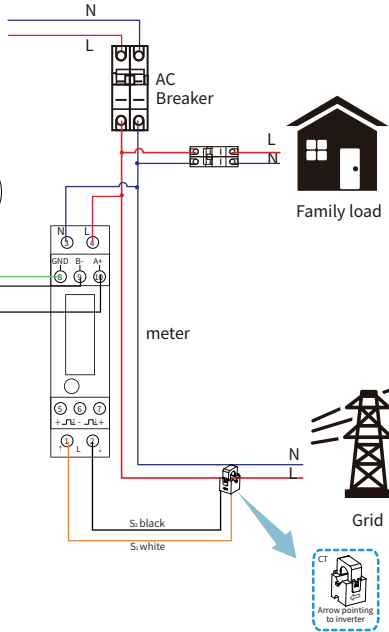 N
L
AC
Breaker
L
N
Family load
N L
3 4
GND B- A+
8 9 10
meter
5 6 7
+ - +
1 2
L
N
L
S₂ black
S₁ white
Grid
CT
Arrow pointing
to inverter